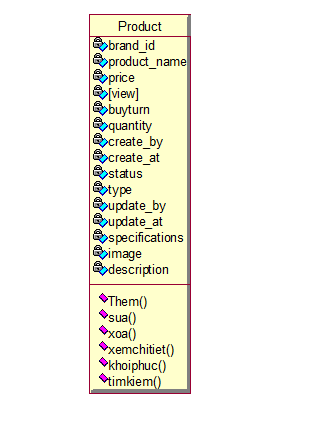 Product
brand_id
product_name
price
[view]
buyturn
quantity
create_by
create_at
status
type
update_by
update_at
specifications
image
description
Them()
sua()
xoa()
xemchitiet()
khoiphuc()
timkiem()